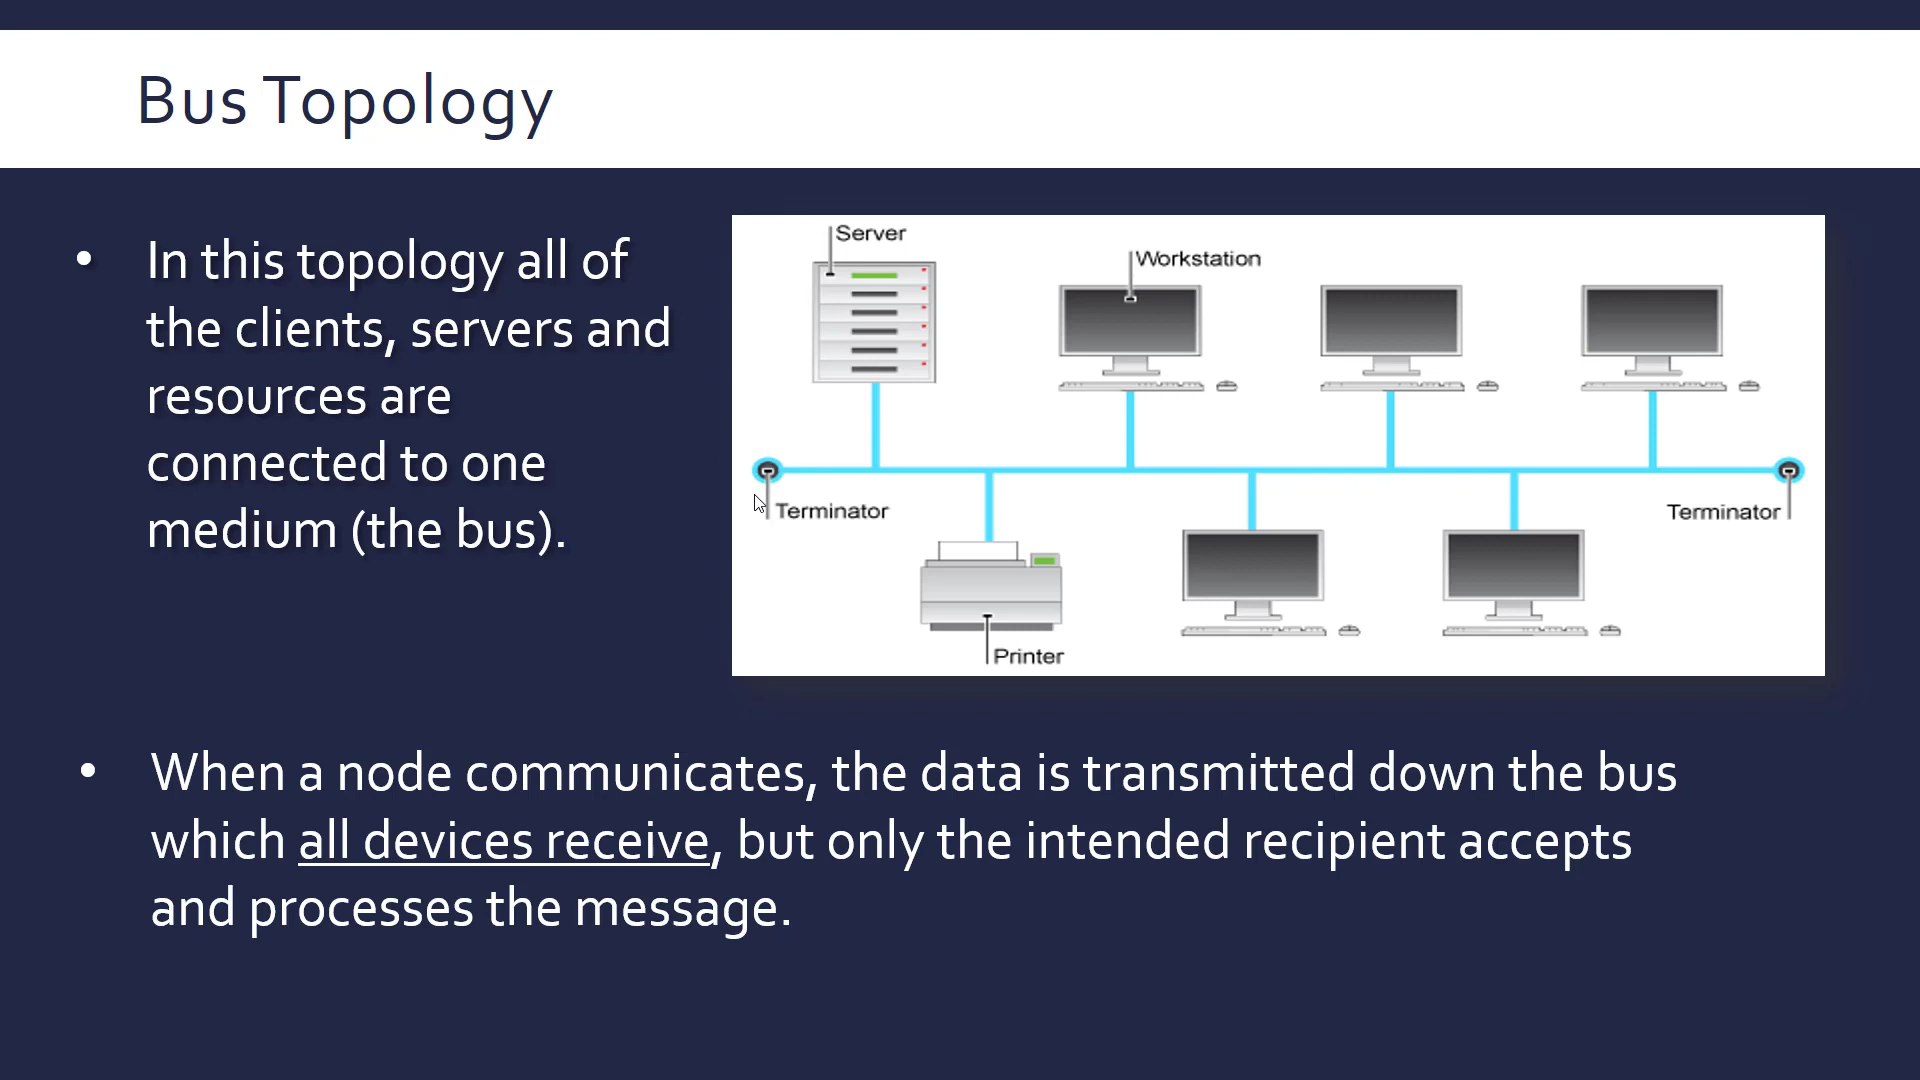 Bus Topology
• In this topology all of
the clients, servers and
resources are
connected to one
medium (the bus).
Server
Workstation
Terminator
Terminator
Printer
• When a node communicates, the data is transmitted down the bus
which all devices receive, but only the intended recipient accepts
and processes the message.